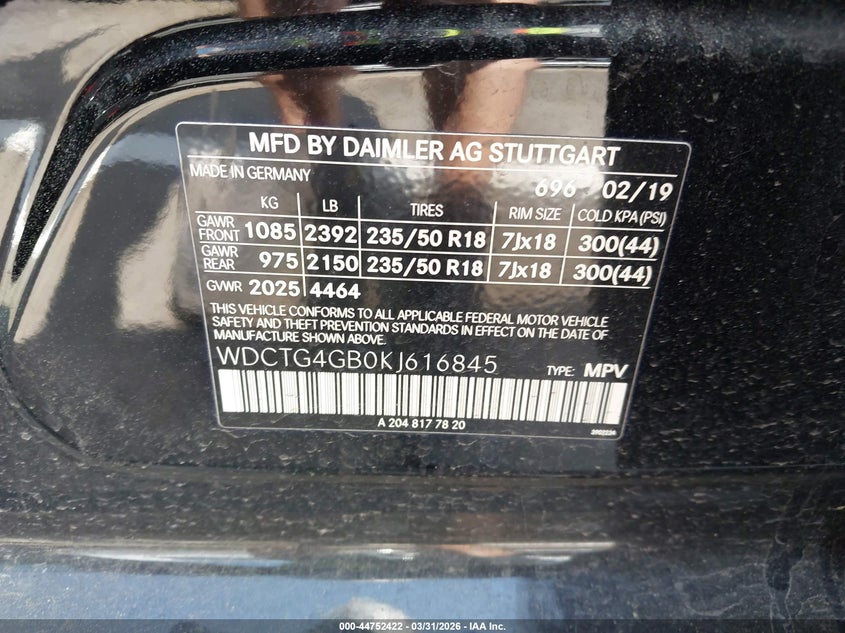 MFD BY DAIMLER AG STUTTGART
MADE IN GERMANY 696 02/19
KG LB TIRES RIM SIZE COLD KPA(PSI)
GAWR FRONT 1085 2392 235/50 R18 7Jx18 300(44)
GAWR REAR 975 2150 235/50 R18 7Jx18 300(44)
GVWR 2025 4464
THIS VEHICLE CONFORMS TO ALL APPLICABLE FEDERAL MOTOR VEHICLE
SAFETY AND THEFT PREVENTION STANDARDS IN EFFECT ON THE DATE OF
MANUFACTURE SHOWN ABOVE.
WDCTG4GB0KJ616845 TYPE: MPV
A 204 817 78 20
000-44752422 | 03/31/2026 | IAA Inc.